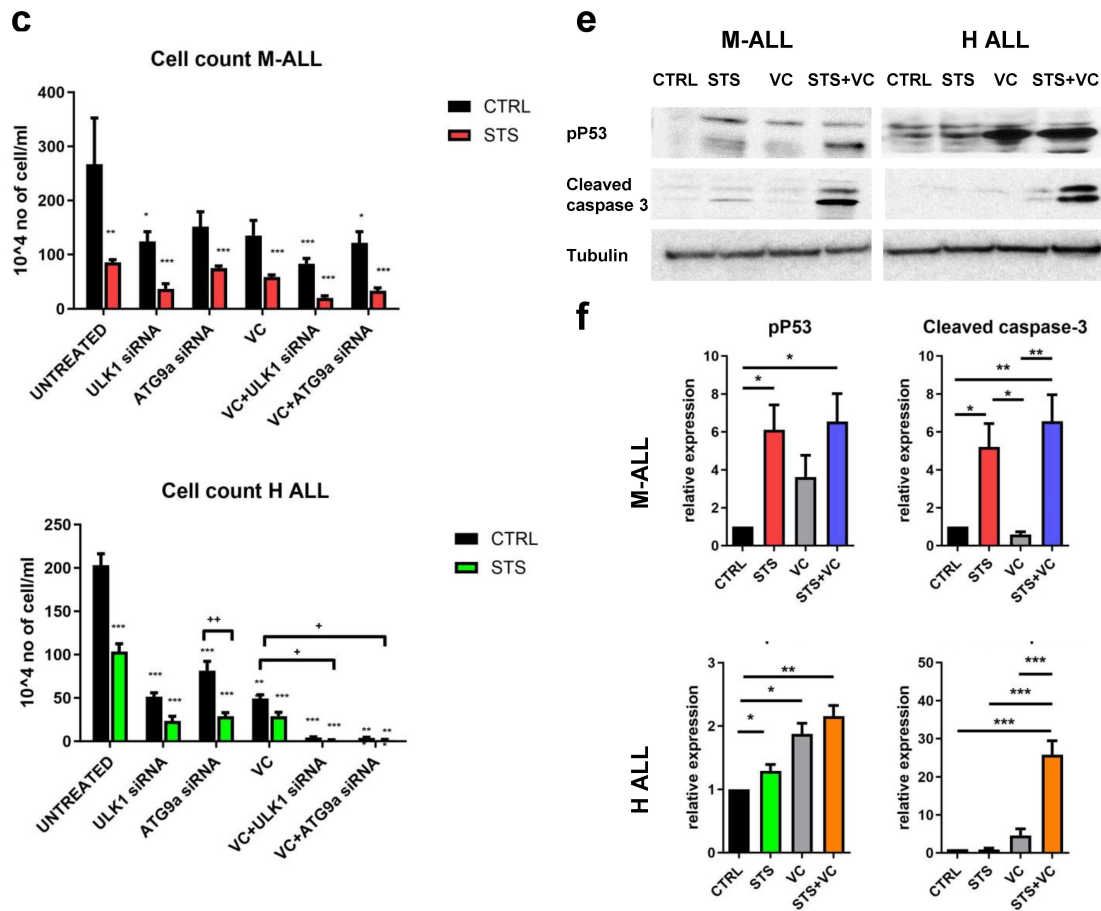 c
Cell count M-ALL
10^4 no of cell/ml
400
300
200
100
0
CTRL
STS
**
*
***
***
***
***
***
*
***
UNTREATED
ULK1 siRNA
ATG9a siRNA
VC
VC+ULK1 siRNA
VC+ATG9a siRNA
Cell count H ALL
10^4 no of cell/ml
250
200
150
100
50
0
CTRL
STS
***
***
***
++
***
***
+
+
**
***
***
***
**
**
*
UNTREATED
ULK1 siRNA
ATG9a siRNA
VC
VC+ULK1 siRNA
VC+ATG9a siRNA
e
M-ALL
H ALL
CTRL STS VC STS+VC
CTRL STS VC STS+VC
pP53
Cleaved
caspase 3
Tubulin
f
M-ALL
pP53
relative expression
10
8
6
4
2
0
*
*
CTRL
STS
VC
STS+VC
Cleaved caspase-3
relative expression
10
8
6
4
2
0
**
**
*
*
CTRL
STS
VC
STS+VC
H ALL
relative expression
3
2
1
0
**
*
*
CTRL
STS
VC
STS+VC
relative expression
50
40
30
20
10
0
***
***
***
CTRL
STS
VC
STS+VC